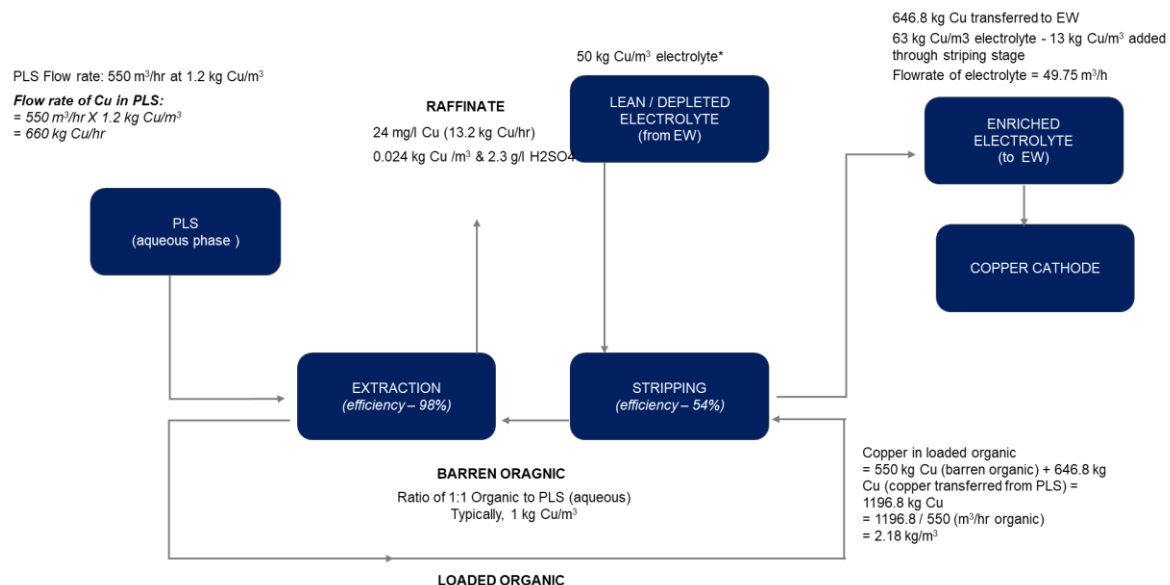 646.8 kg Cu transferred to EW
63 kg Cu/m3 electrolyte - 13 kg Cu/m³ added
through striping stage
Flowrate of electrolyte = 49.75 m³/h
50 kg Cu/m³ electrolyte*
PLS Flow rate: 550 m³/hr at 1.2 kg Cu/m³
Flow rate of Cu in PLS:
= 550 m³/hr X 1.2 kg Cu/m³
= 660 kg Cu/hr
RAFFINATE
24 mg/l Cu (13.2 kg Cu/hr)
0.024 kg Cu /m³ & 2.3 g/l H2SO4
LEAN / DEPLETED
ELECTROLYTE
(from EW)
ENRICHED
ELECTROLYTE
(to EW)
PLS
(aqueous phase )
COPPER CATHODE
EXTRACTION
(efficiency – 98%)
STRIPPING
(efficiency – 54%)
BARREN ORAGNIC
Ratio of 1:1 Organic to PLS (aqueous)
Typically, 1 kg Cu/m³
Copper in loaded organic
= 550 kg Cu (barren organic) + 646.8 kg
Cu (copper transferred from PLS) =
1196.8 kg Cu
= 1196.8 / 550 (m³/hr organic)
= 2.18 kg/m³
LOADED ORGANIC